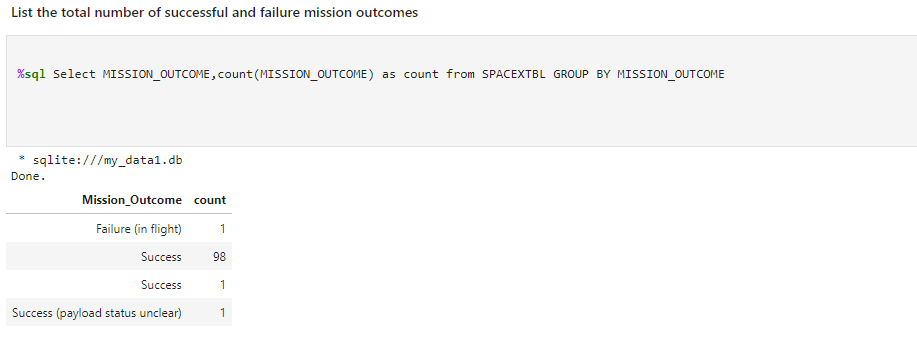 List the total number of successful and failure mission outcomes
%sql Select MISSION_OUTCOME,count(MISSION_OUTCOME) as count from SPACEXTBL GROUP BY MISSION_OUTCOME
* sqlite:///my_data1.db
Done.
Mission_Outcome count
Failure (in flight) 1
Success 98
Success 1
Success (payload status unclear) 1